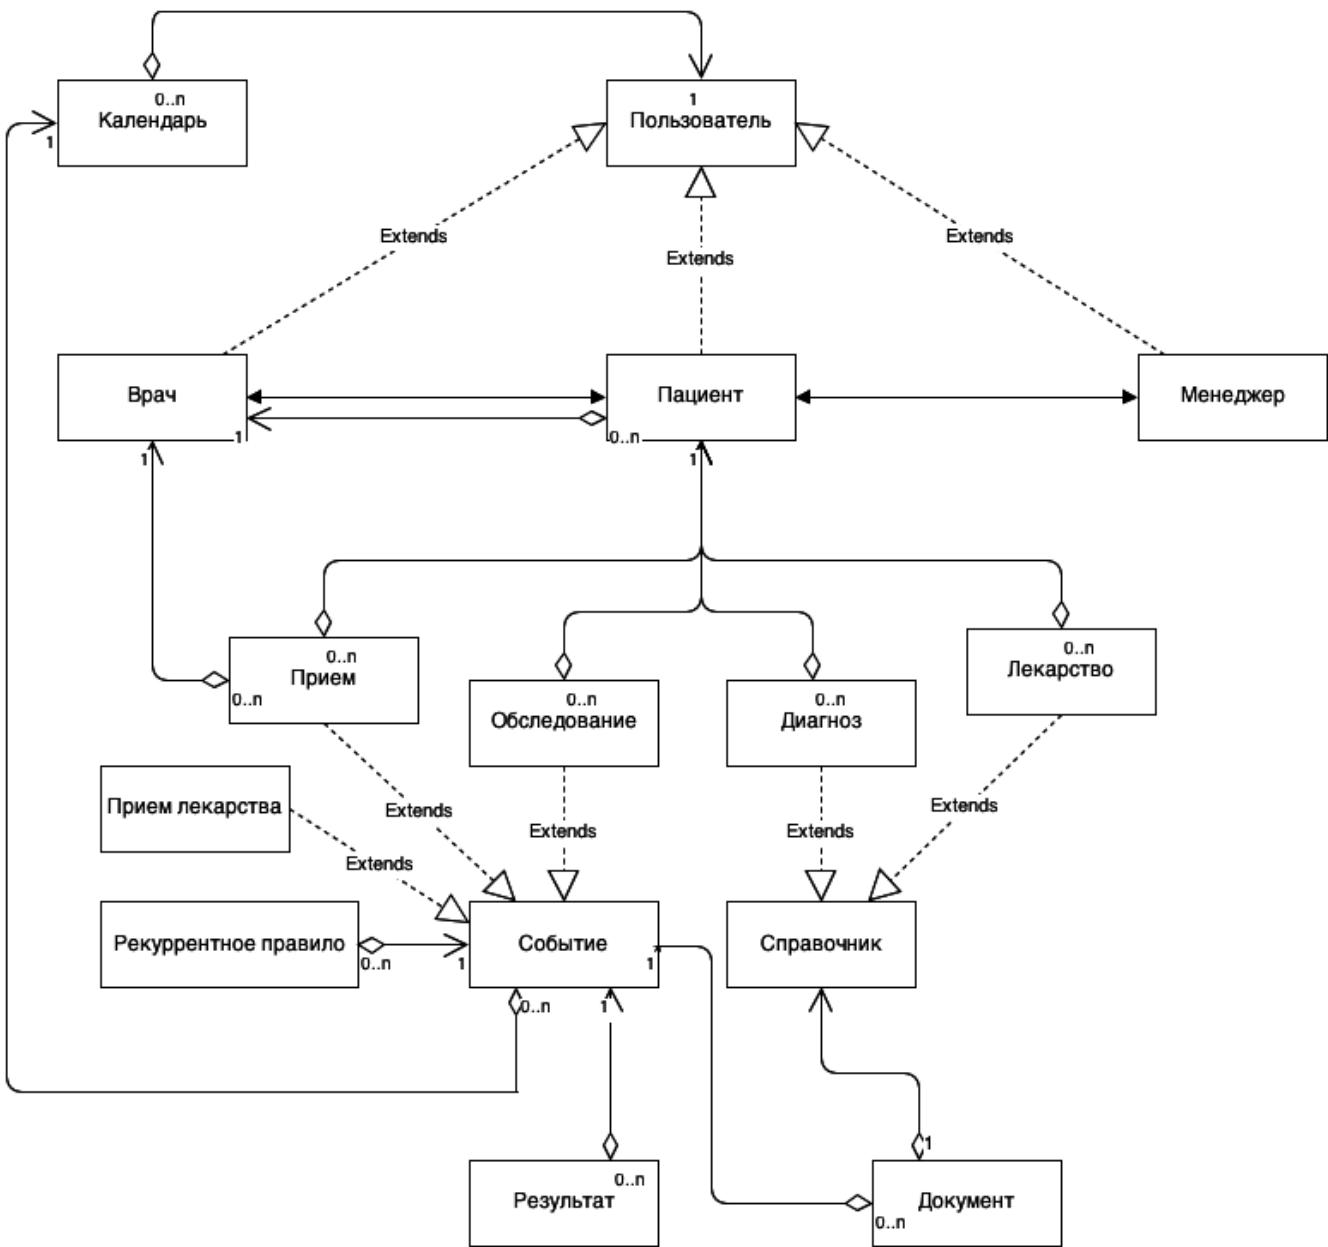 0..n
Календарь
1
1
Пользователь
Extends
Extends
Extends
Врач
1
Пациент
0..n
Менеджер
1
1
0..n
Прием
0..n
0..n
Обследование
0..n
Диагноз
0..n
Лекарство
Прием лекарства
Extends
Extends
Extends
Extends
Extends
Рекуррентное правило
0..n
1
Событие
1
0..n
1
Справочник
0..n
Результат
1
Документ
0..n